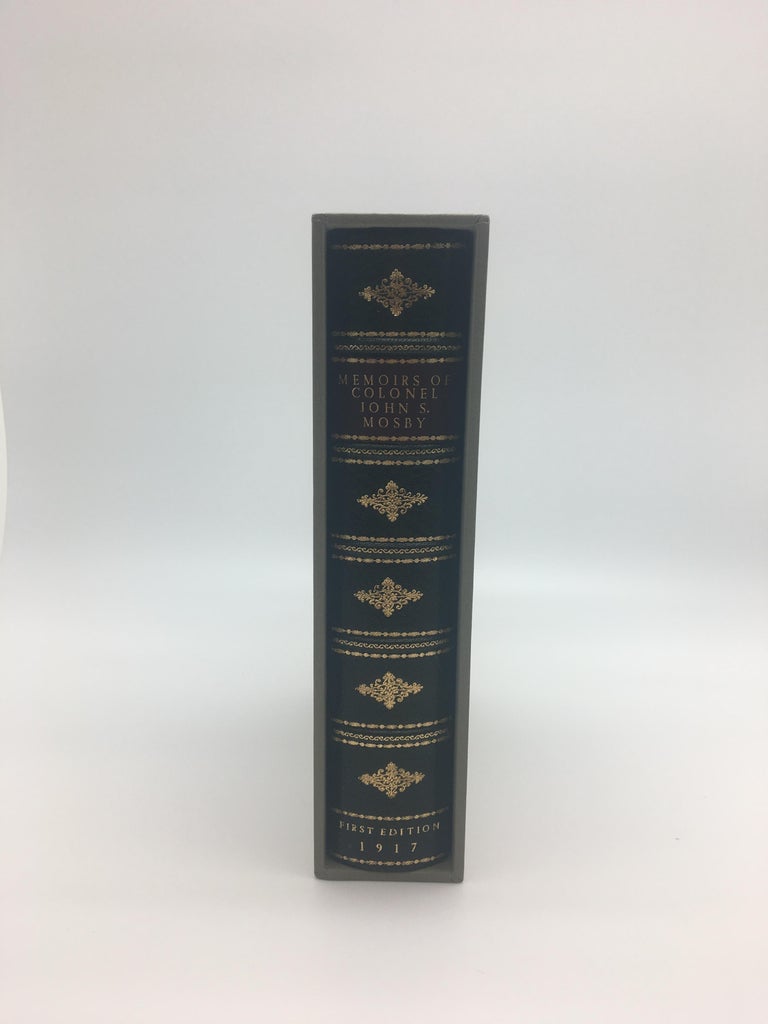 MEMOIRS OF
COLONEL
JOHN S.
MOSBY
FIRST EDITION
1917